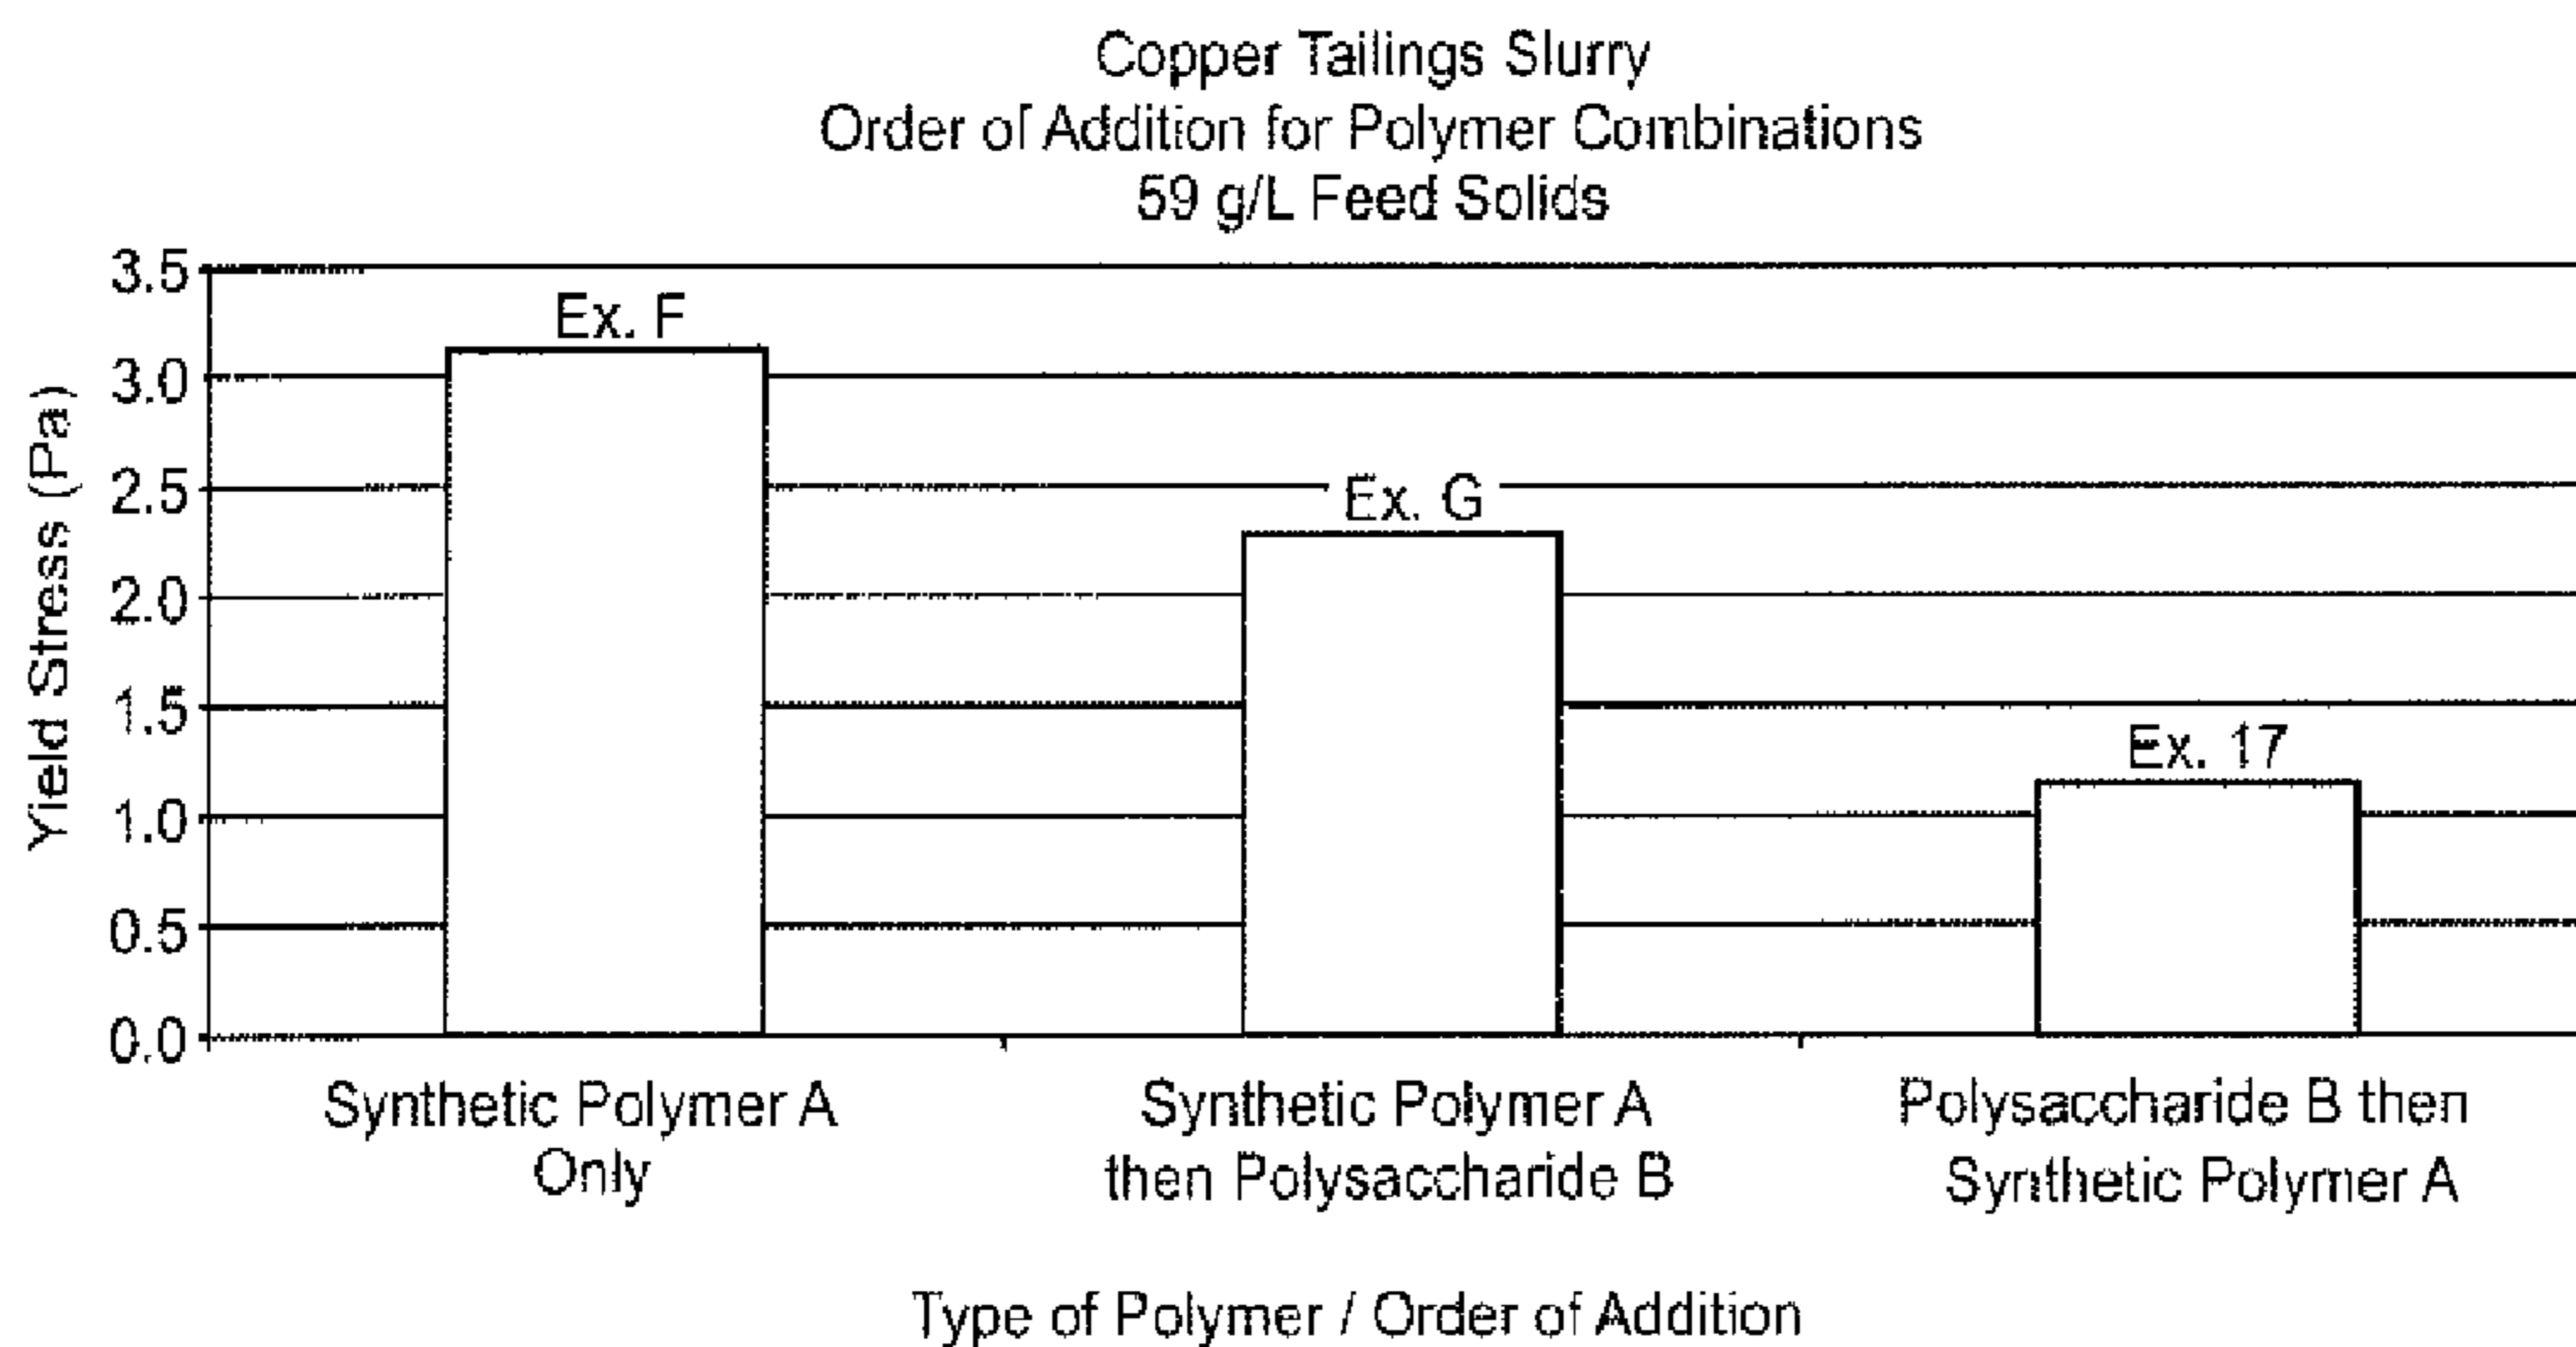 Copper Tailings Slurry
Order of Addition for Polymer Combinations
59 g/L Feed Solids
Yield Stress (Pa)
3.5
3.0
2.5
2.0
1.5
1.0
0.5
0.0
Ex. F
Ex. G
Ex. 17
Synthetic Polymer A
Only
Synthetic Polymer A
then Polysaccharide B
Polysaccharide B then
Synthetic Polymer A
Type of Polymer / Order of Addition